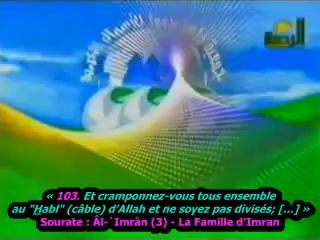 الرحمة
« 103. Et cramponnez-vous tous ensemble
au "Habl" (câble) d'Allah et ne soyez pas divisés; [...] »
Sourate : Âl-`Imrân (3) - La Famille d'Imran